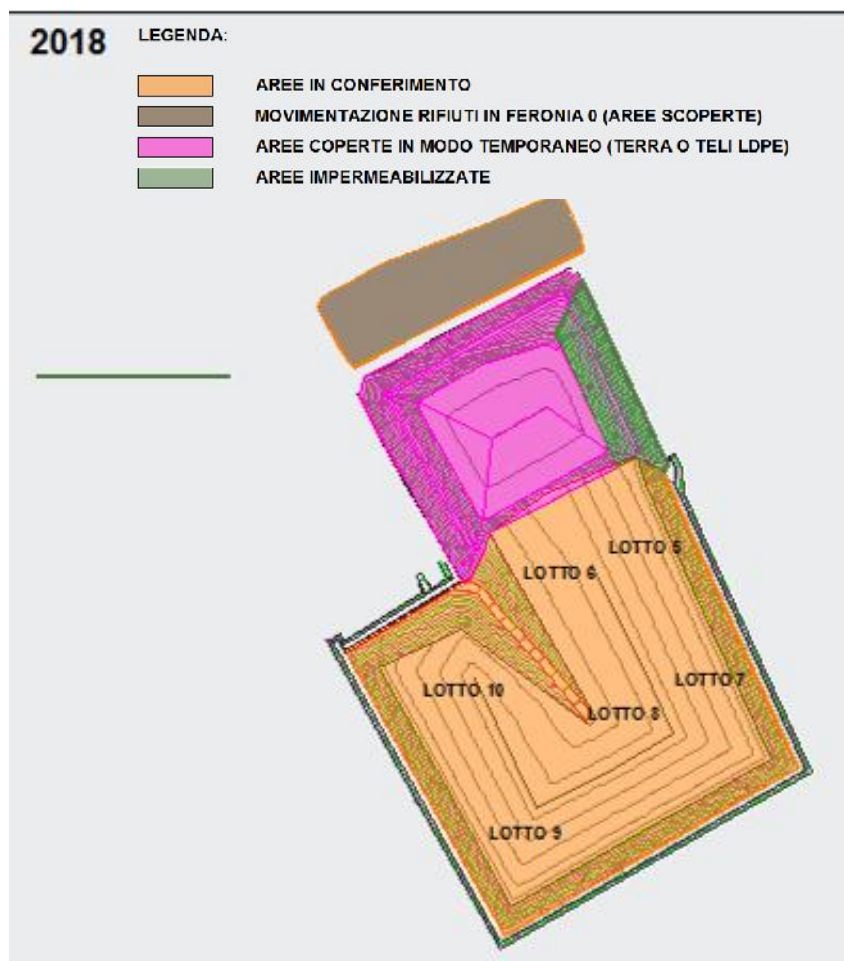 2018
LEGENDA:
AREE IN CONFERIMENTO
MOVIMENTAZIONE RIFIUTI IN FERONIA 0 (AREE SCOPERTE)
AREE COPERTE IN MODO TEMPORANEO (TERRA O TELI LDPE)
AREE IMPERMEABILIZZATE
LOTTO 5
LOTTO 6
LOTTO 7
LOTTO 10
LOTTO 8
LOTTO 9